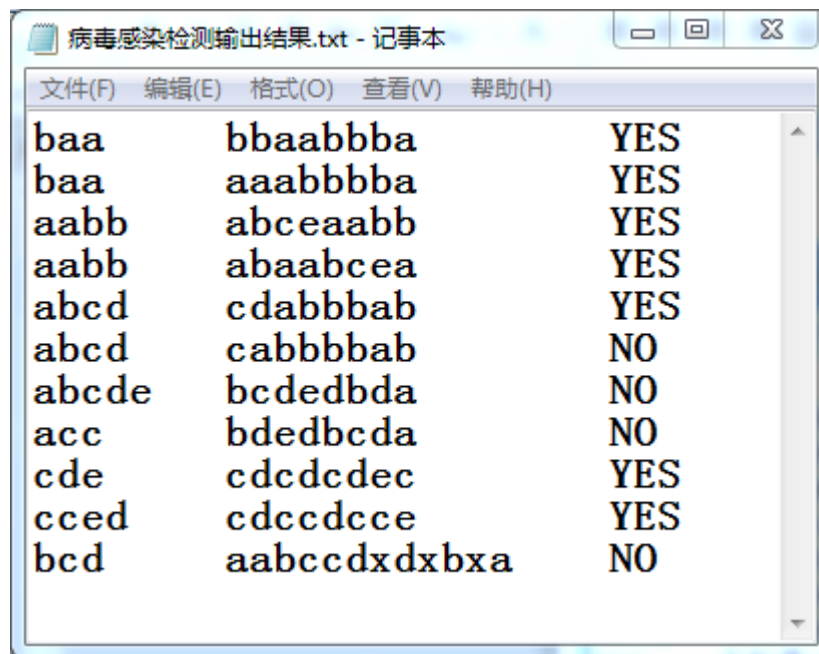 病毒感染检测输出结果.txt - 记事本
文件(F) 编辑(E) 格式(O) 查看(V) 帮助(H)
baa bbaabbba YES
baa aaabbbba YES
aabb abceaabb YES
aabb abaabcea YES
abcd cdabbbab YES
abcd cabbbbab NO
abcde bcdedbda NO
acc bdedbcda NO
cde cdcdcdec YES
cced cdccdcce YES
bcd aabccdxdxbxa NO